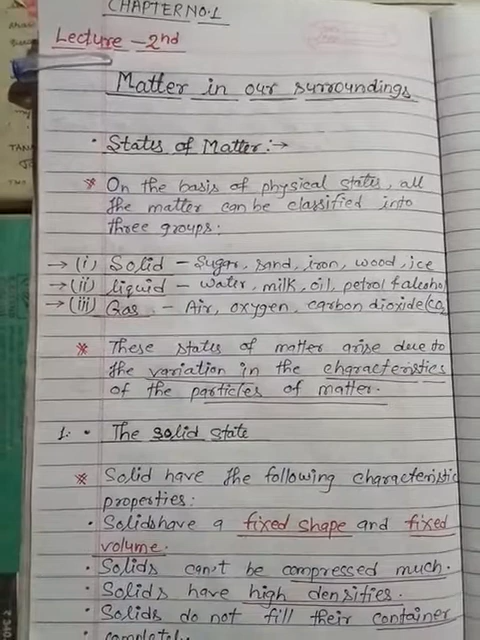 CHAPTER NO.1
Lecture - 2nd
Matter in our surroundings
• States of Matter:→
* On the basis of physical states, all
the matter can be classified into
three groups:
→ (i) Solid - Sugar, sand, iron, wood, ice
→ (ii) liquid - water, milk, oil, petrol & alcohol
→ (iii) Gas - Air, oxygen, carbon dioxide (CO2
* These states of matter arise due to
the variation in the characteristics
of the particles of matter.
1. • The solid state
* Solid have the following characteristic
properties:
• Solids have a fixed shape and fixed
volume.
• Solids can't be compressed much.
• Solids have high densities.
• Solids do not fill their container
• completely.